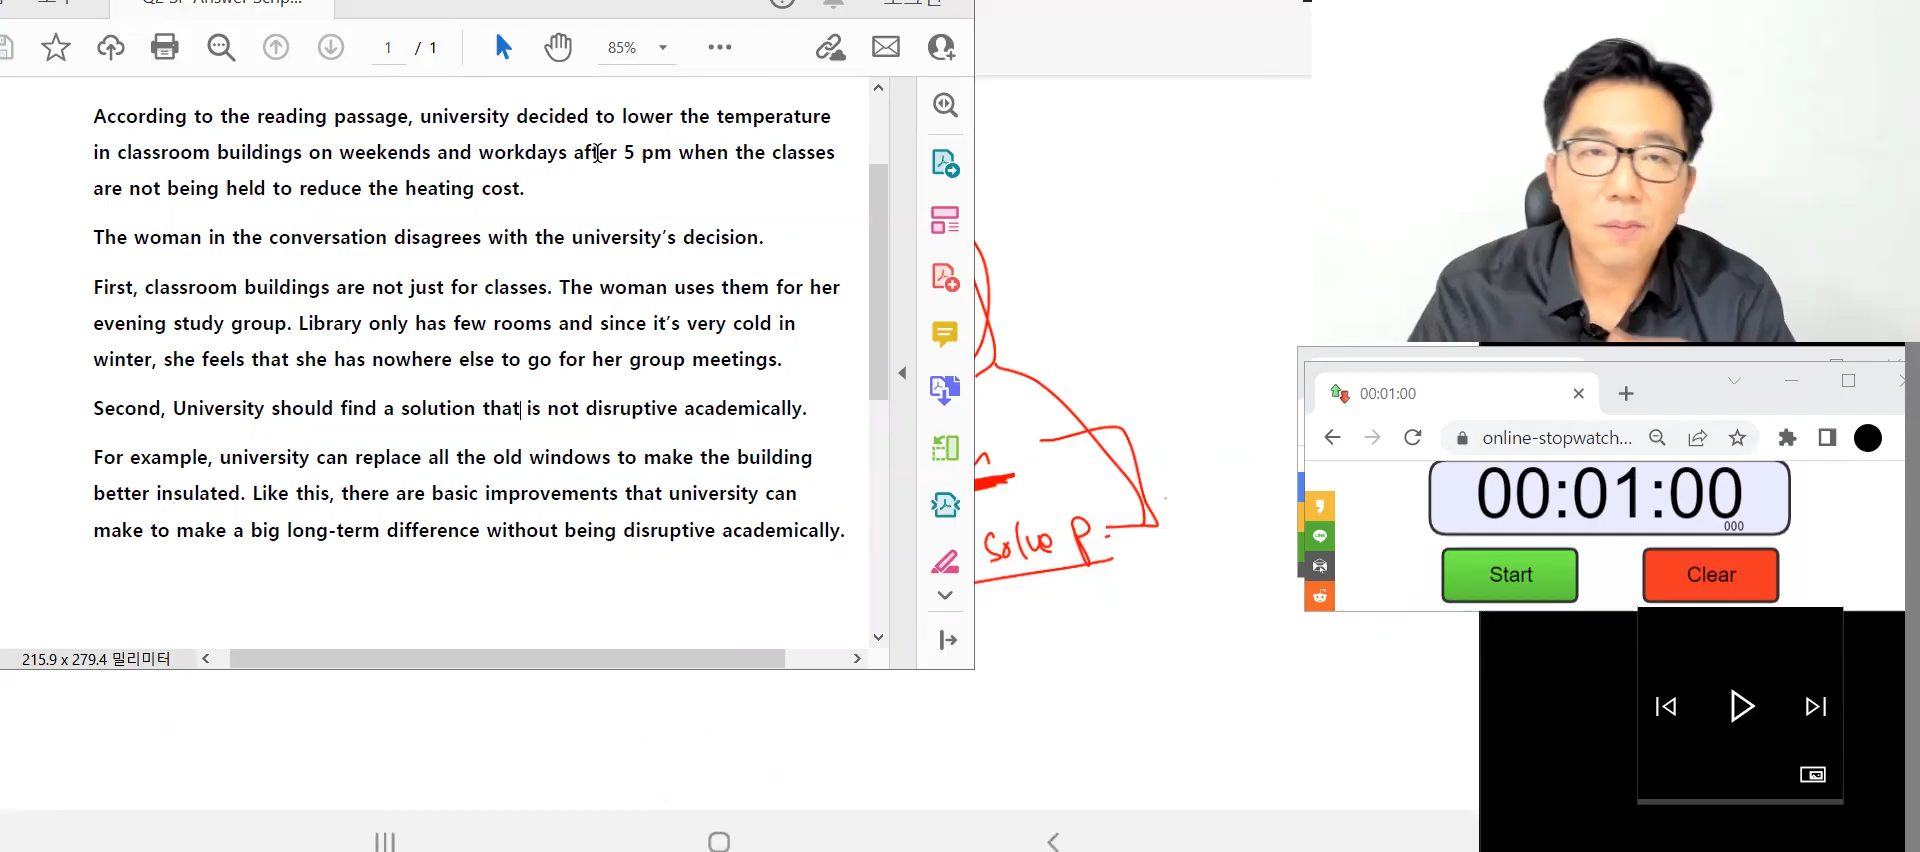 1 / 1
85%
According to the reading passage, university decided to lower the temperature
in classroom buildings on weekends and workdays after 5 pm when the classes
are not being held to reduce the heating cost.
The woman in the conversation disagrees with the university's decision.
First, classroom buildings are not just for classes. The woman uses them for her
evening study group. Library only has few rooms and since it's very cold in
winter, she feels that she has nowhere else to go for her group meetings.
Second, University should find a solution that is not disruptive academically.
For example, university can replace all the old windows to make the building
better insulated. Like this, there are basic improvements that university can
make to make a big long-term difference without being disruptive academically.
215.9 x 279.4 밀리미터
solve P.
00:01:00
online-stopwatch...
00:01:00
000
Start
Clear